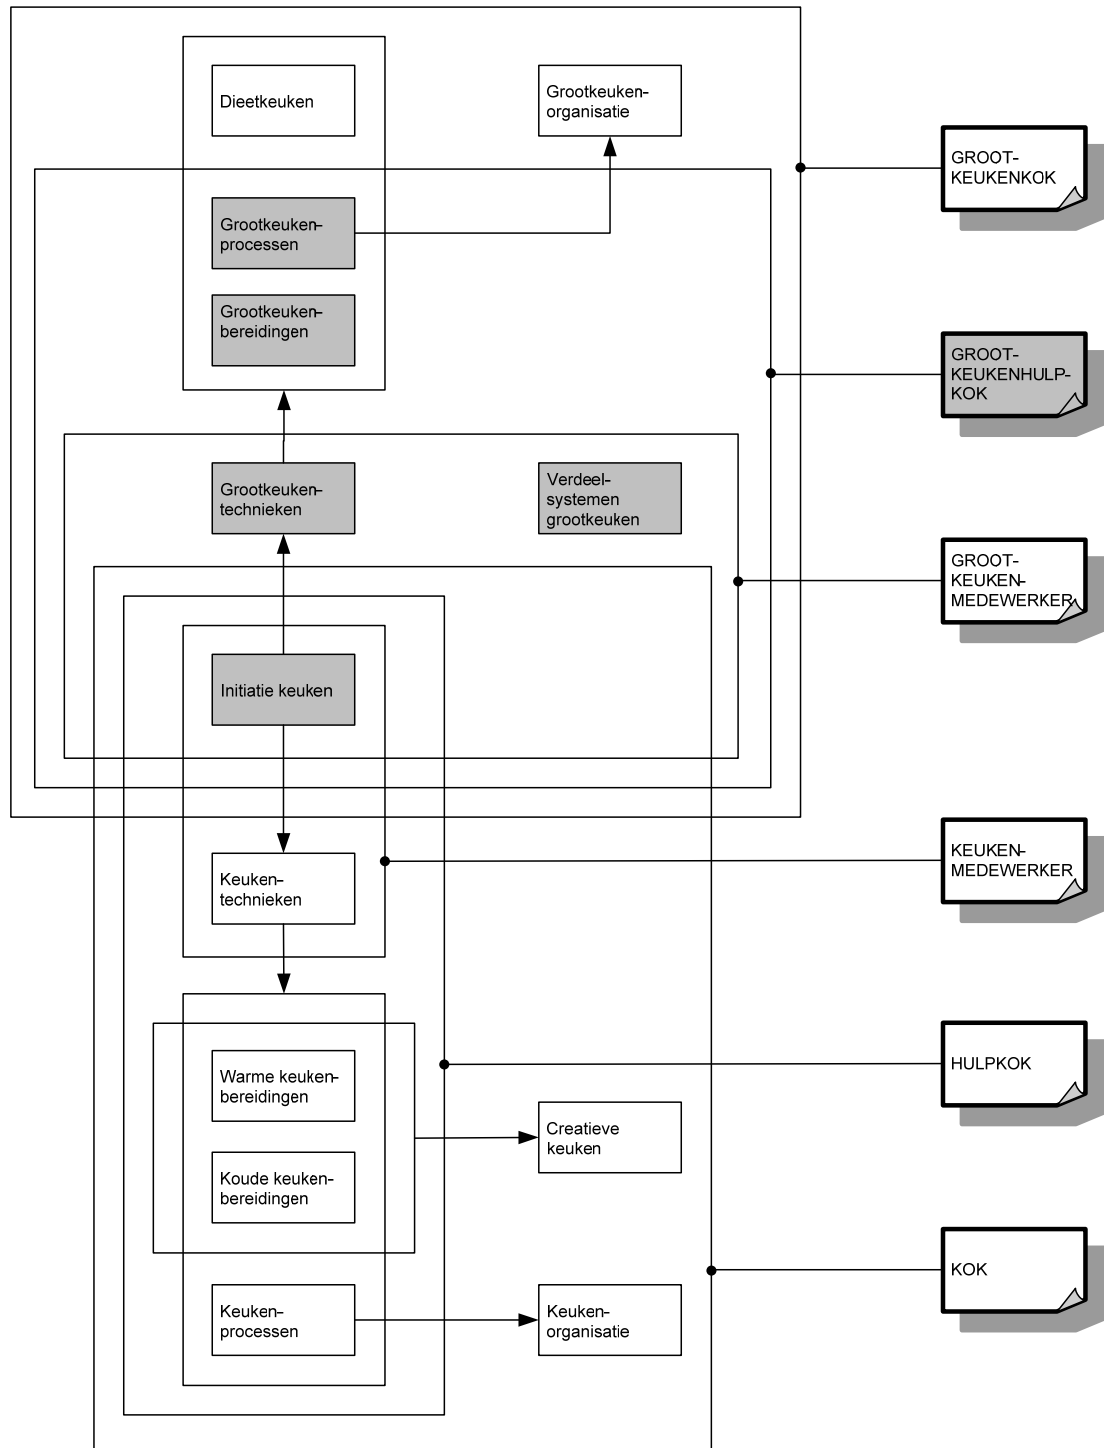 Dieetkeuken
Grootkeuken-
organisatie
GROOT-
KEUKENKOK
Grootkeuken-
processen
Grootkeuken-
bereidingen
GROOT-
KEUKENHULP-
KOK
Grootkeuken-
technieken
Verdeel-
systemen
grootkeuken
GROOT-
KEUKEN-
MEDEWERKER
Initiatie keuken
Keuken-
technieken
KEUKEN-
MEDEWERKER
Warme keuken-
bereidingen
HULPKOK
Creatieve
keuken
Koude keuken-
bereidingen
KOK
Keuken-
processen
Keuken-
organisatie